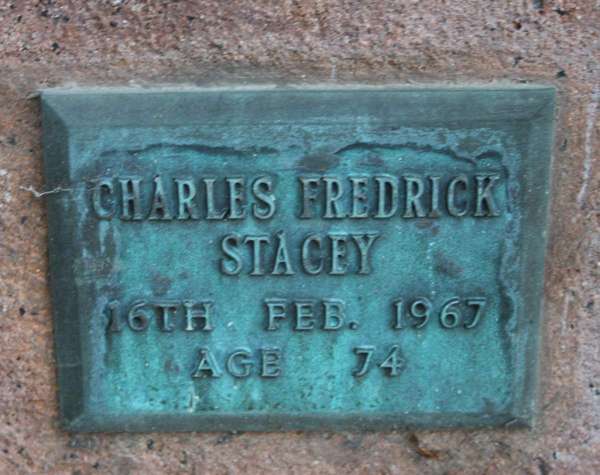 CHARLES FREDRICK
STACEY
16TH FEB. 1967
AGE 74